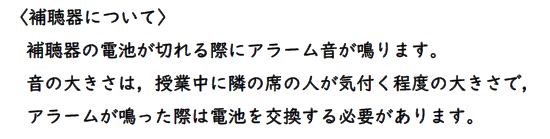 〈補聴器について〉
補聴器の電池が切れる際にアラーム音が鳴ります。
音の大きさは，授業中に隣の席の人が気付く程度の大きさで，
アラームが鳴った際は電池を交換する必要があります。